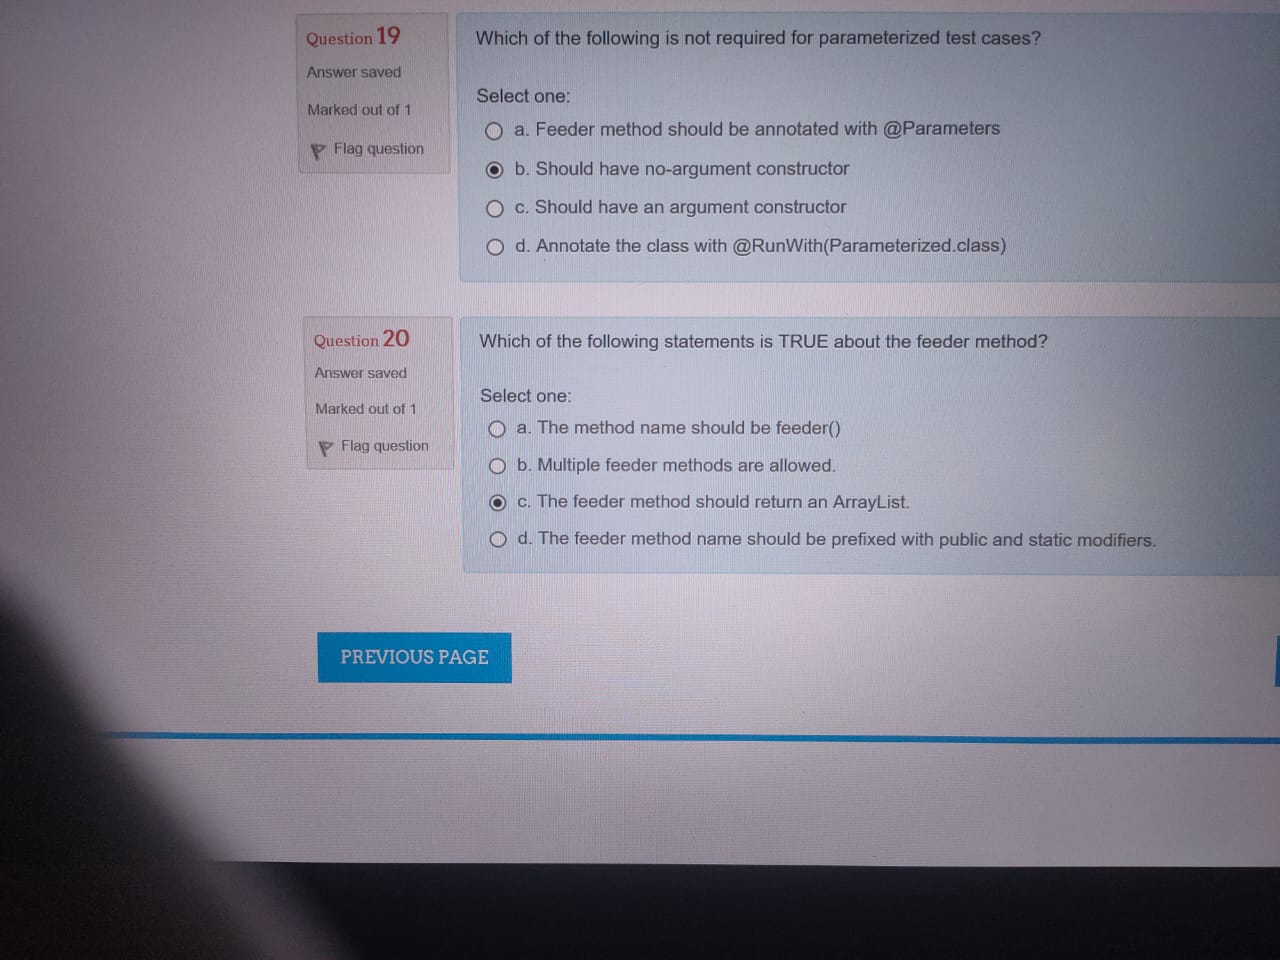 Question 19
Answer saved
Marked out of 1
Flag question
Which of the following is not required for parameterized test cases?
Select one:
a. Feeder method should be annotated with @Parameters
b. Should have no-argument constructor
c. Should have an argument constructor
d. Annotate the class with @RunWith(Parameterized.class)
Question 20
Answer saved
Marked out of 1
Flag question
Which of the following statements is TRUE about the feeder method?
Select one:
a. The method name should be feeder()
b. Multiple feeder methods are allowed.
c. The feeder method should return an ArrayList.
d. The feeder method name should be prefixed with public and static modifiers.
PREVIOUS PAGE